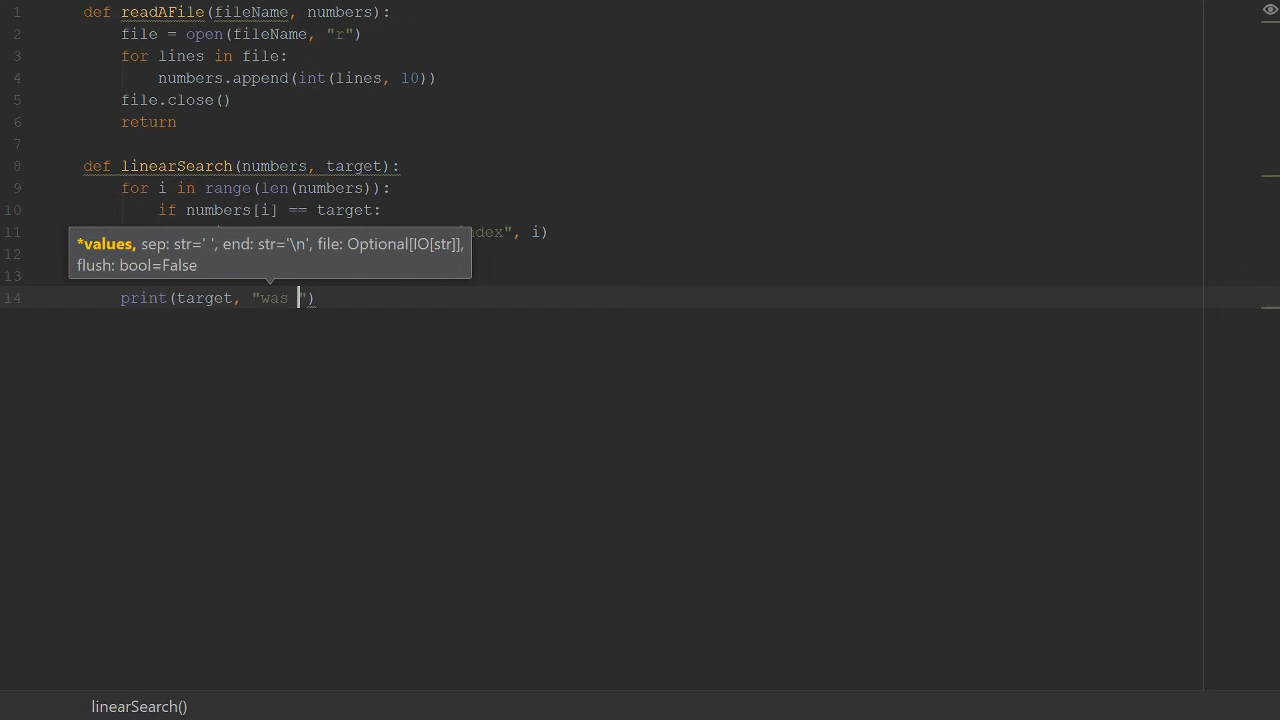 1 def readAFile(fileName, numbers):
2 file = open(fileName, "r")
3 for lines in file:
4 numbers.append(int(lines, 10))
5 file.close()
6 return
7
8 def linearSearch(numbers, target):
9 for i in range(len(numbers)):
10 if numbers[i] == target:
11 ndex", i)
*values, sep: str=' ', end: str='\n', file: Optional[IO[str]],
12
flush: bool=False
13
14 print(target, "was ")
linearSearch()